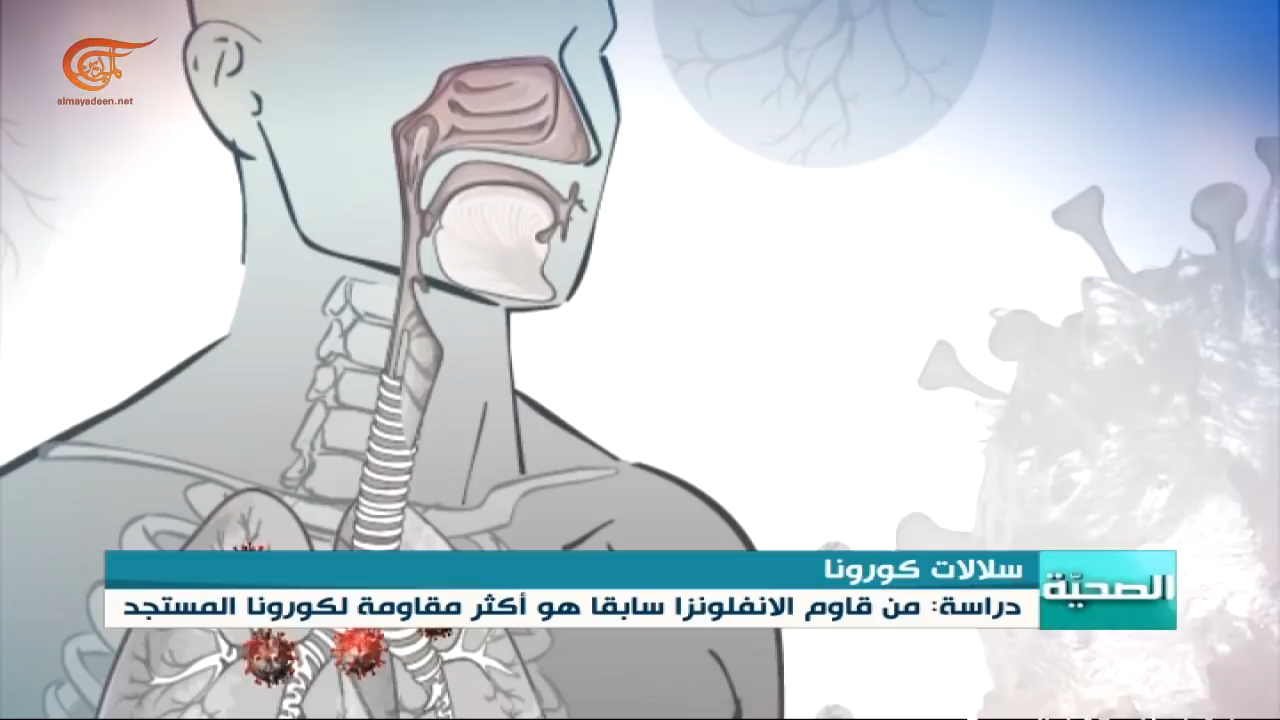 almayadeen.net
سلالات كورونا
الصحيّة
دراسة: من قاوم الانفلونزا سابقا هو أكثر مقاومة لكورونا المستجد